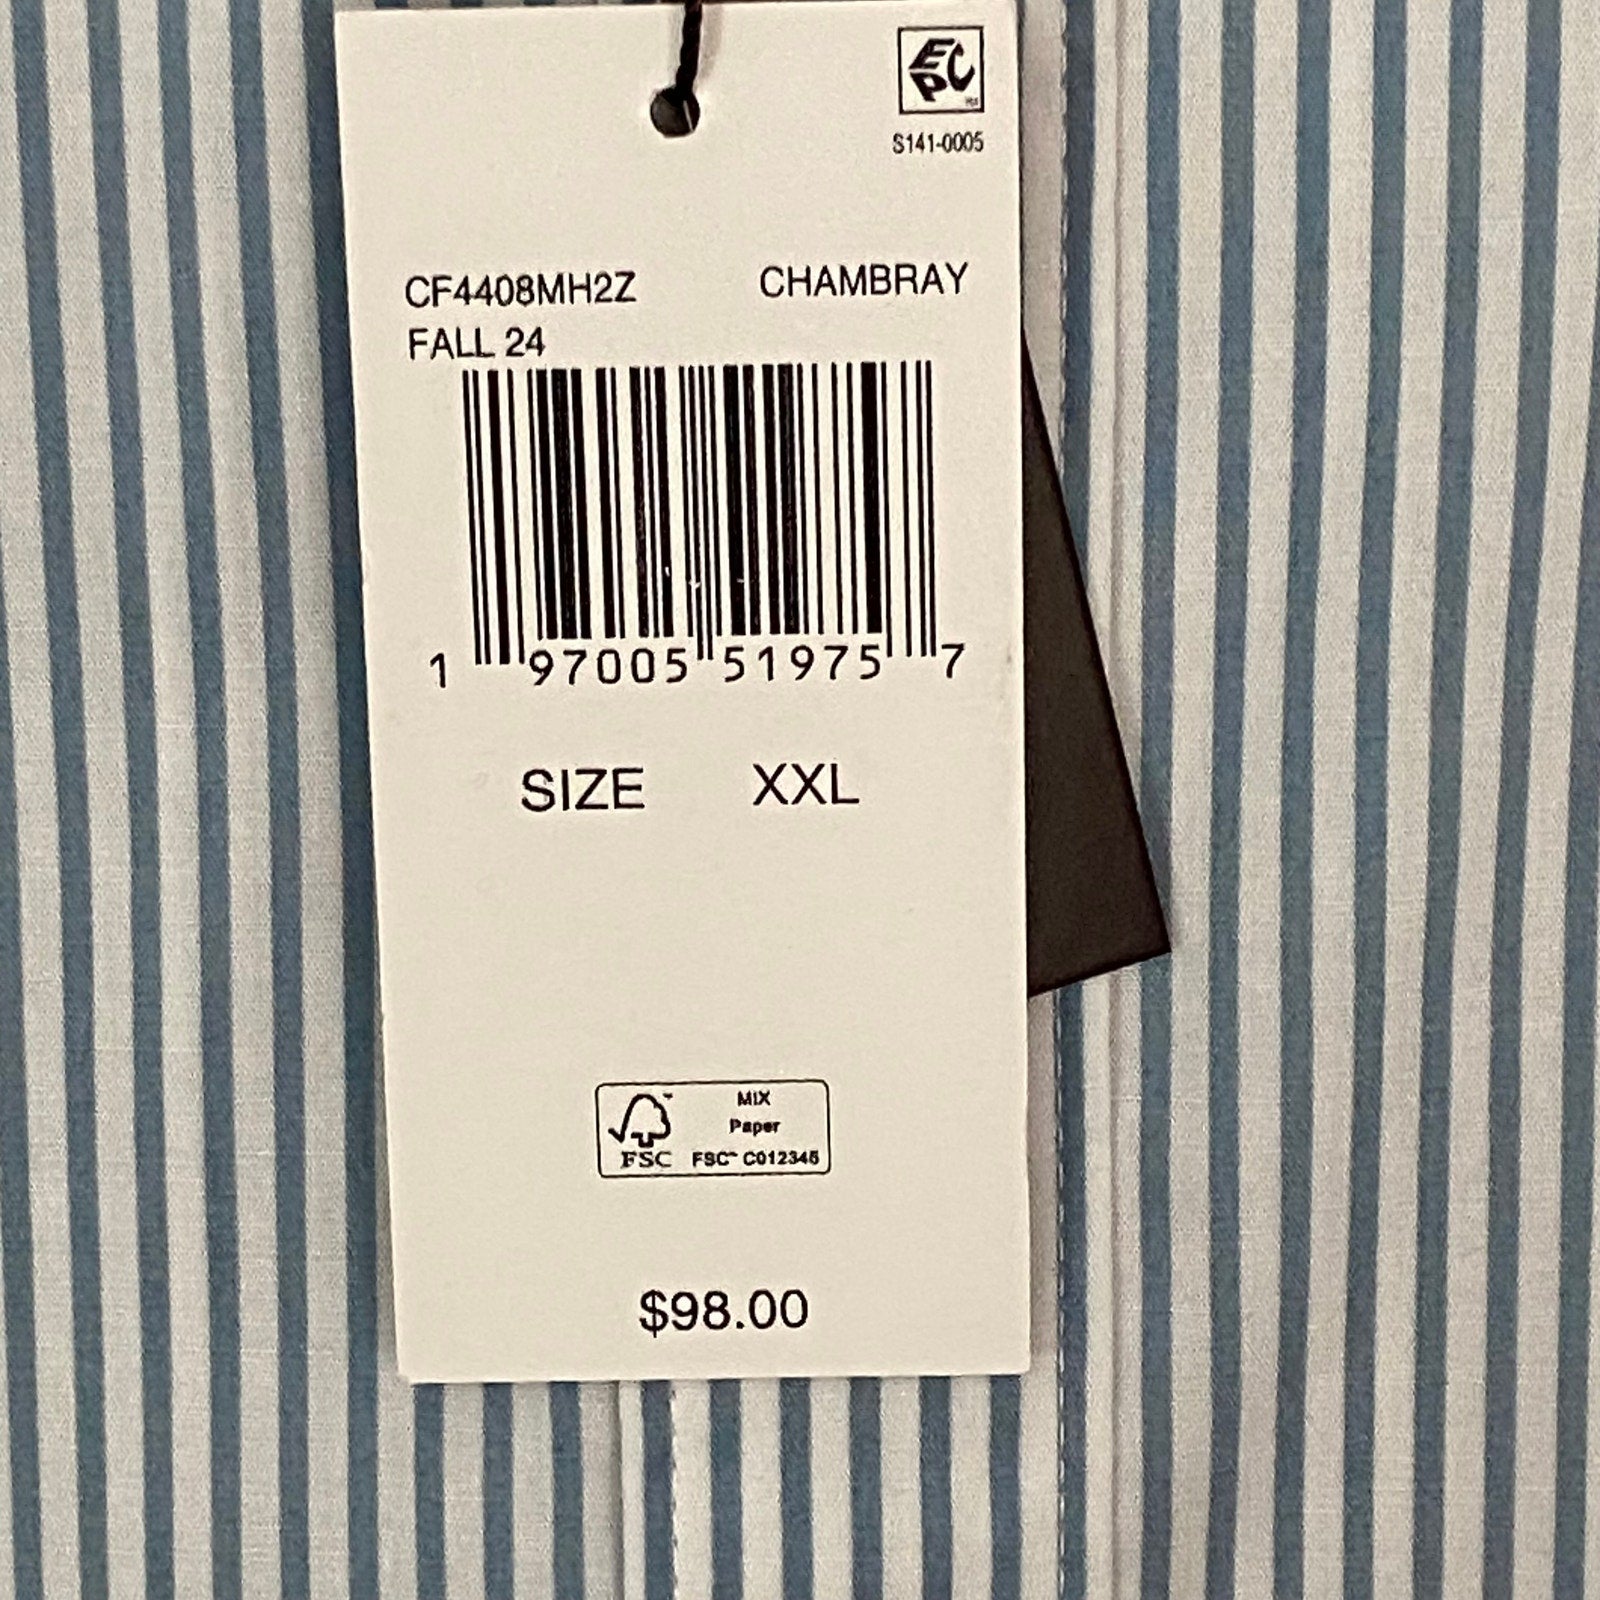 EPC
S141-0005
CF4408MH2Z CHAMBRAY
FALL 24
1 97005 51975 7
SIZE XXL
MIX
Paper
FSC FSC™ C012345
$98.00